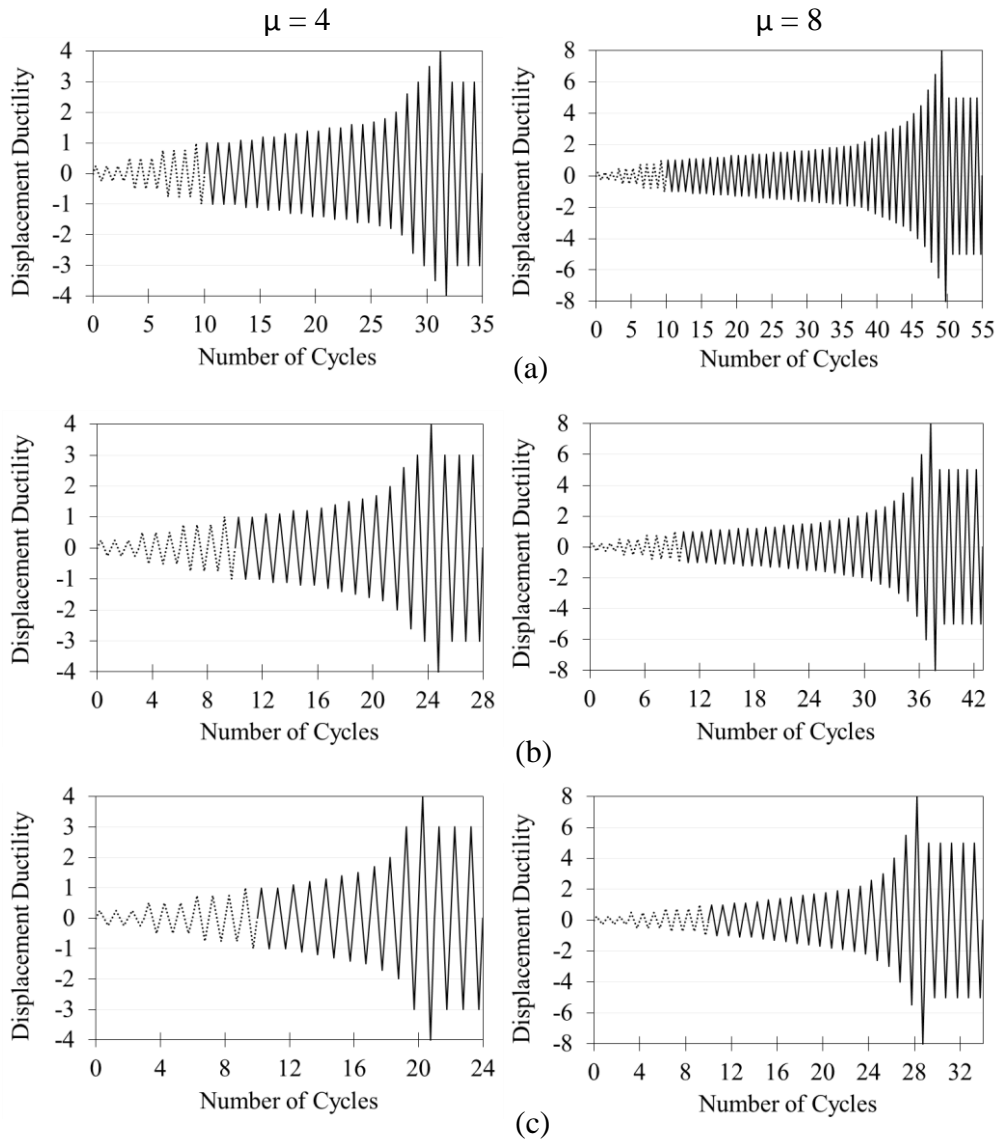 μ = 4
μ = 8
Displacement Ductility
4
3
2
1
0
-1
-2
-3
-4
0 5 10 15 20 25 30 35
Number of Cycles
Displacement Ductility
8
6
4
2
0
-2
-4
-6
-8
0 5 10 15 20 25 30 35 40 45 50 55
Number of Cycles
(a)
Displacement Ductility
4
3
2
1
0
-1
-2
-3
-4
0 4 8 12 16 20 24 28
Number of Cycles
Displacement Ductility
8
6
4
2
0
-2
-4
-6
-8
0 6 12 18 24 30 36 42
Number of Cycles
(b)
Displacement Ductility
4
3
2
1
0
-1
-2
-3
-4
0 4 8 12 16 20 24
Number of Cycles
Displacement Ductility
8
6
4
2
0
-2
-4
-6
-8
0 4 8 12 16 20 24 28 32
Number of Cycles
(c)